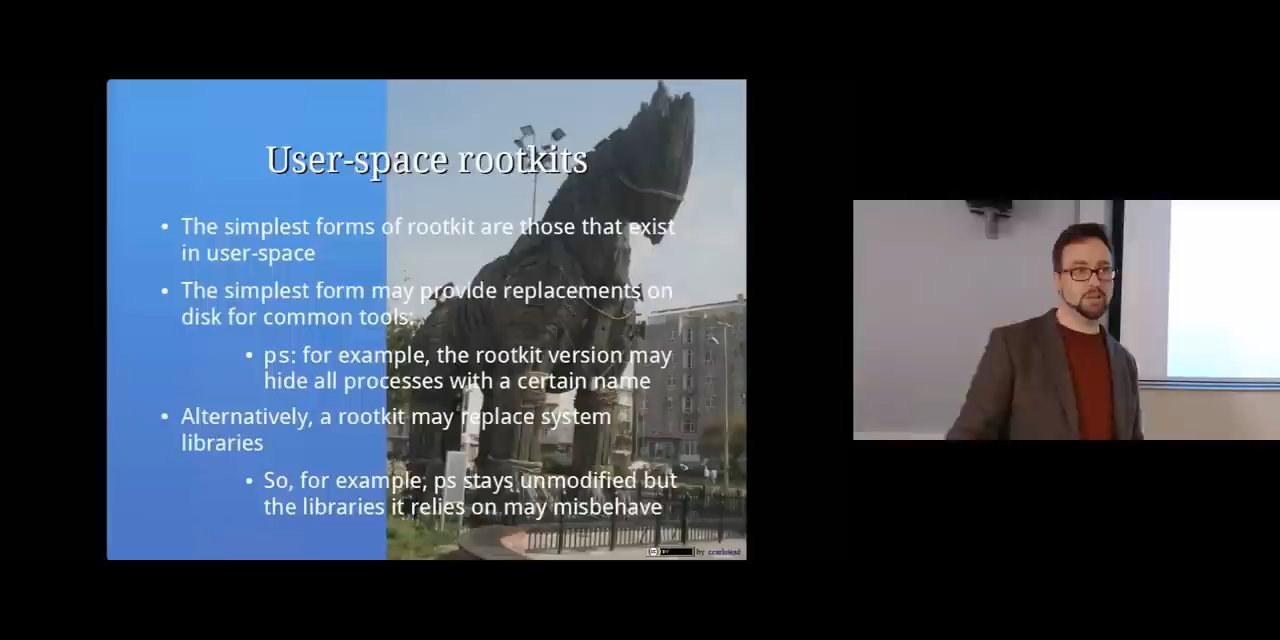 User-space rootkits
• The simplest forms of rootkit are those that exist
in user-space
• The simplest form may provide replacements on
disk for common tools:
• ps: for example, the rootkit version may
hide all processes with a certain name
• Alternatively, a rootkit may replace system
libraries
• So, for example, ps stays unmodified but
the libraries it relies on may misbehave
by